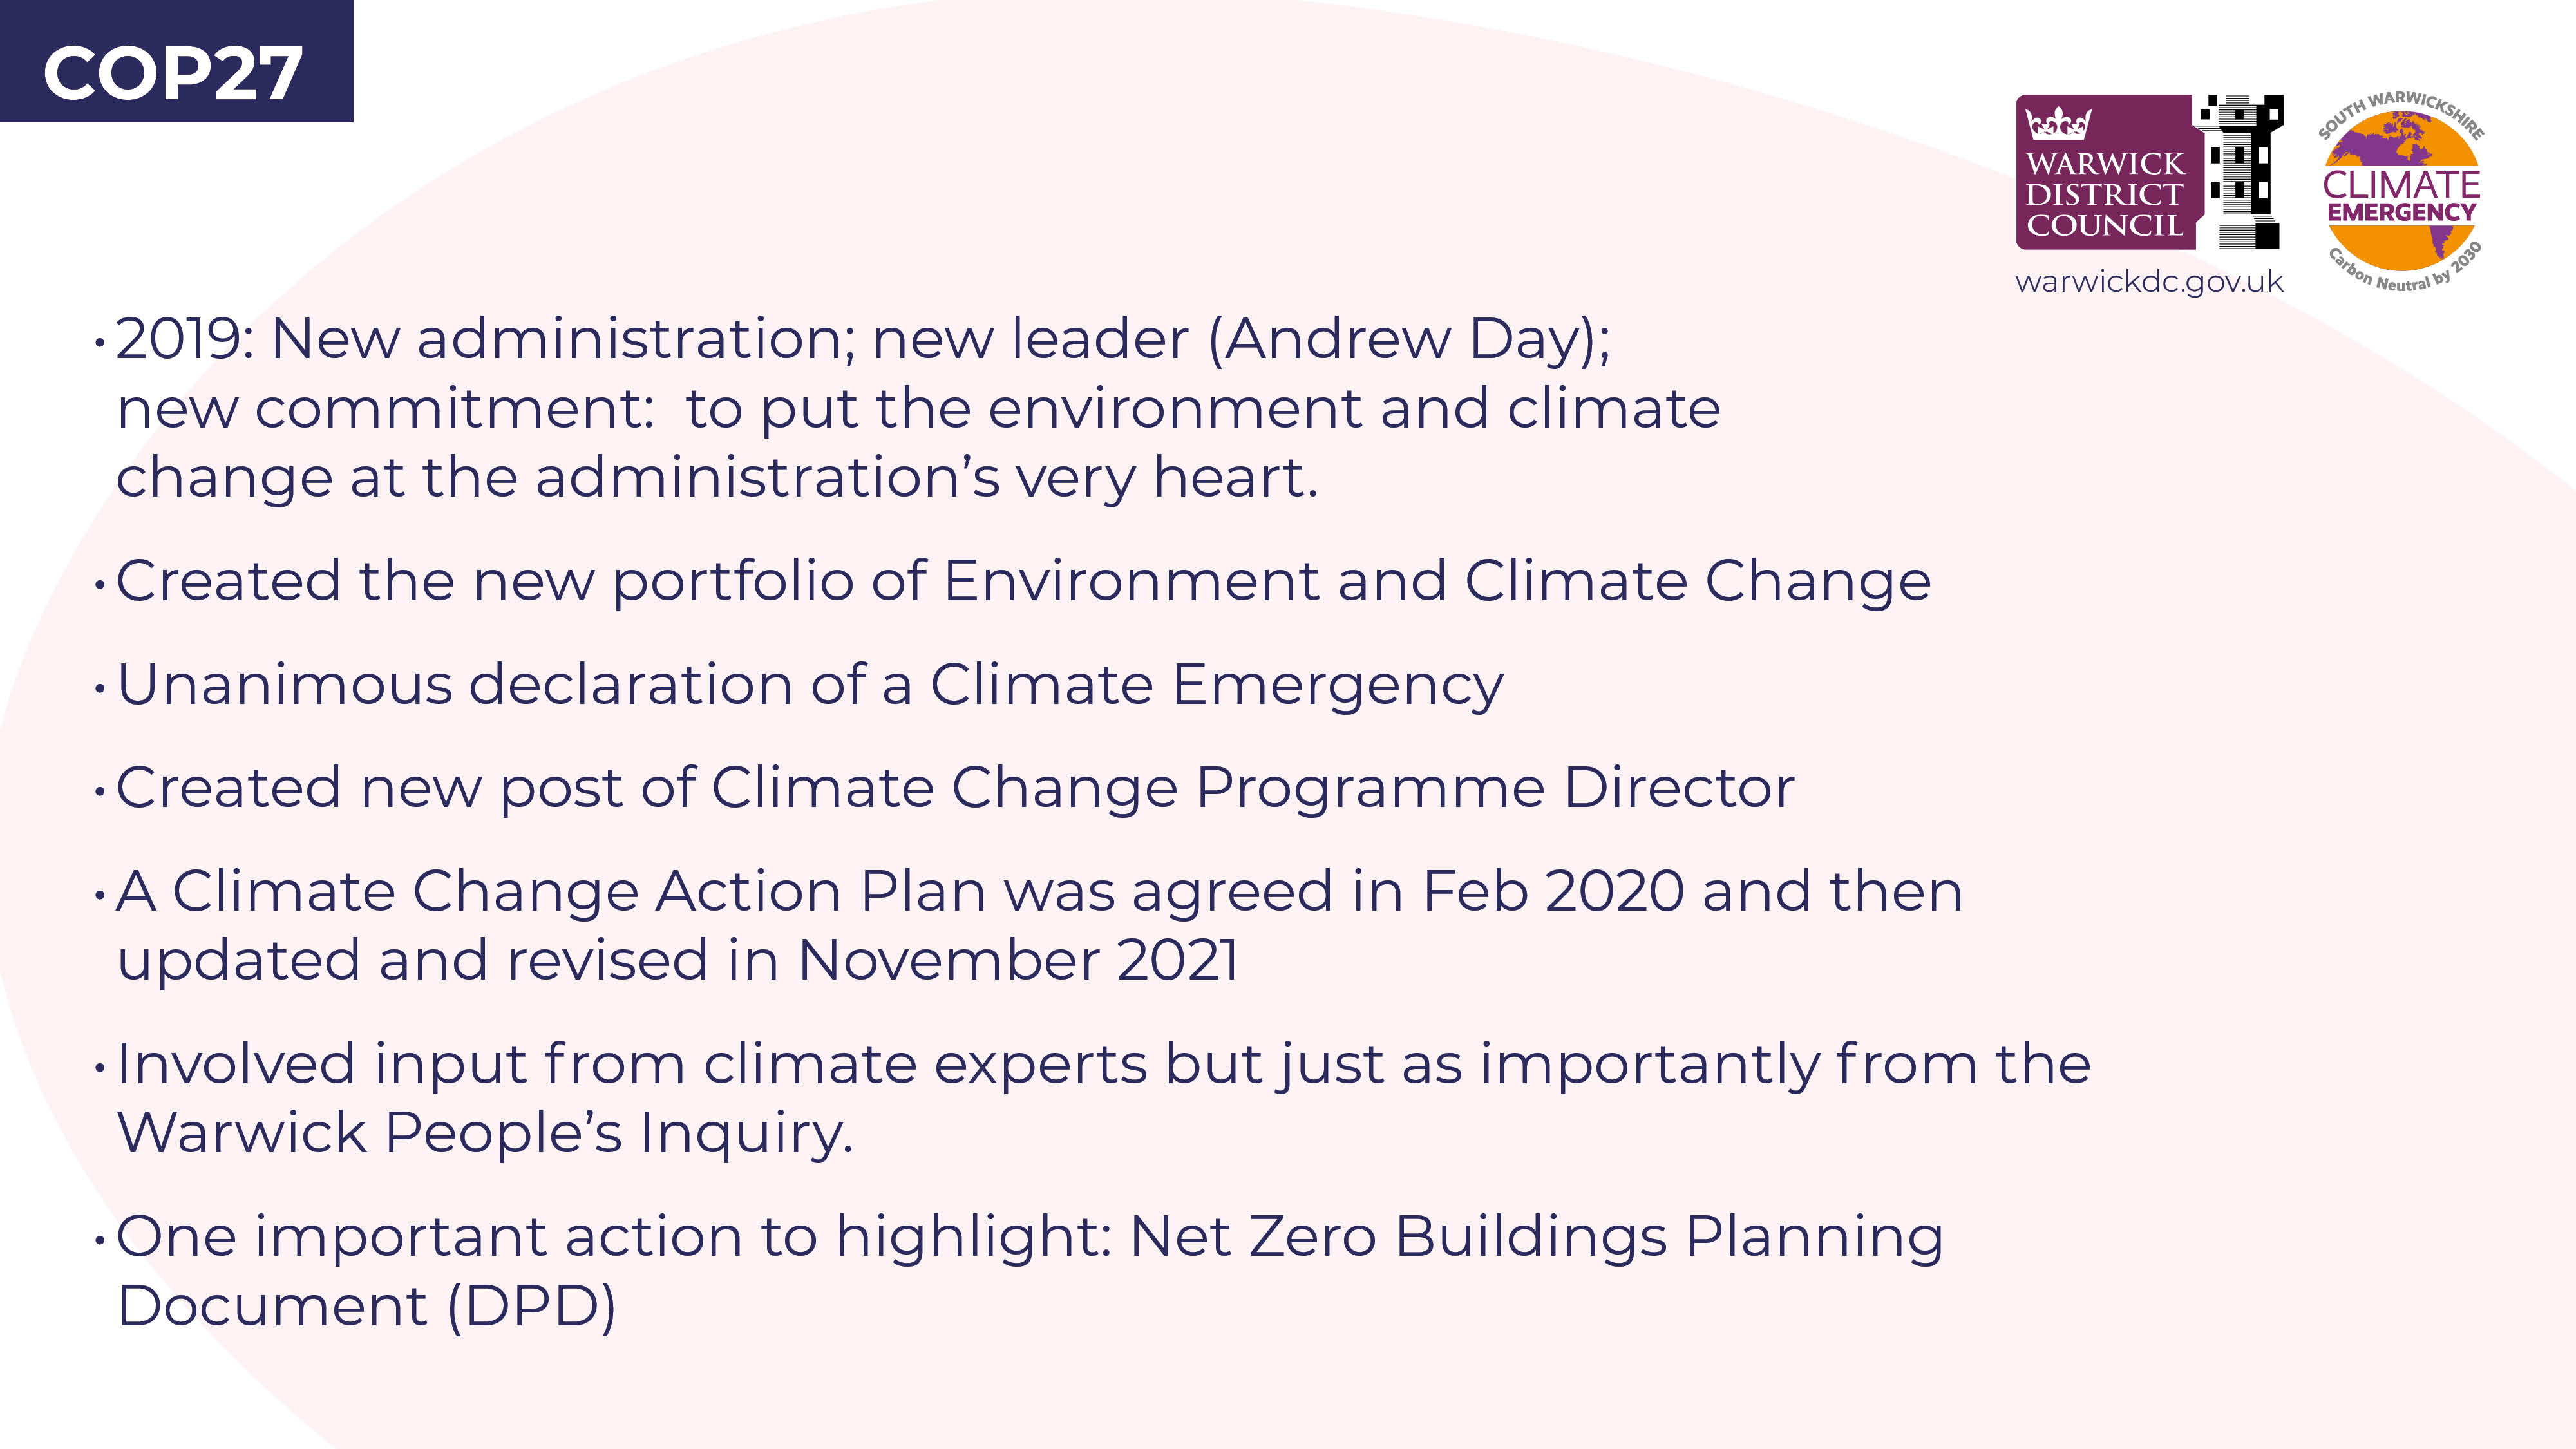 COP27
WARWICK
DISTRICT
COUNCIL
warwickdc.gov.uk
SOUTH WARWICKSHIRE
CLIMATE
EMERGENCY
Carbon Neutral by 2030
• 2019: New administration; new leader (Andrew Day);
new commitment:  to put the environment and climate
change at the administration’s very heart.
• Created the new portfolio of Environment and Climate Change
• Unanimous declaration of a Climate Emergency
• Created new post of Climate Change Programme Director
• A Climate Change Action Plan was agreed in Feb 2020 and then
updated and revised in November 2021
• Involved input from climate experts but just as importantly from the
Warwick People’s Inquiry.
• One important action to highlight: Net Zero Buildings Planning
Document (DPD)